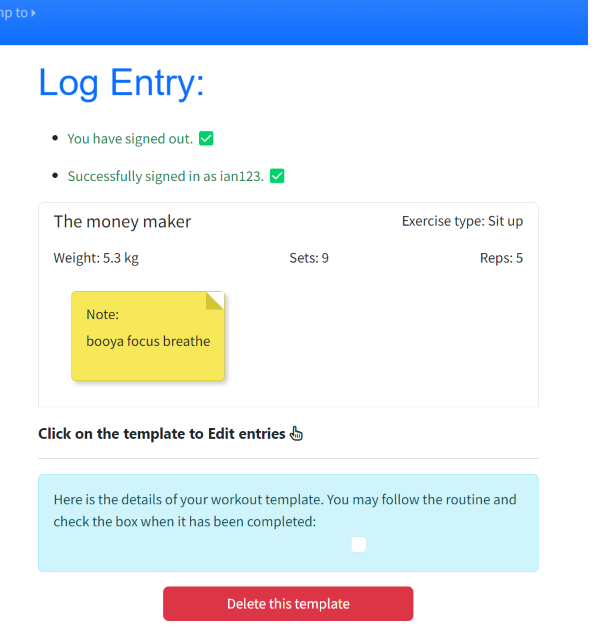 to
Log Entry:
You have signed out.
Successfully signed in as ian123.
The money maker
Exercise type: Sit up
Weight: 5.3 kg
Sets: 9
Reps: 5
Note:
booya focus breathe
Click on the template to Edit entries
Here is the details of your workout template. You may follow the routine and
check the box when it has been completed:
Delete this template